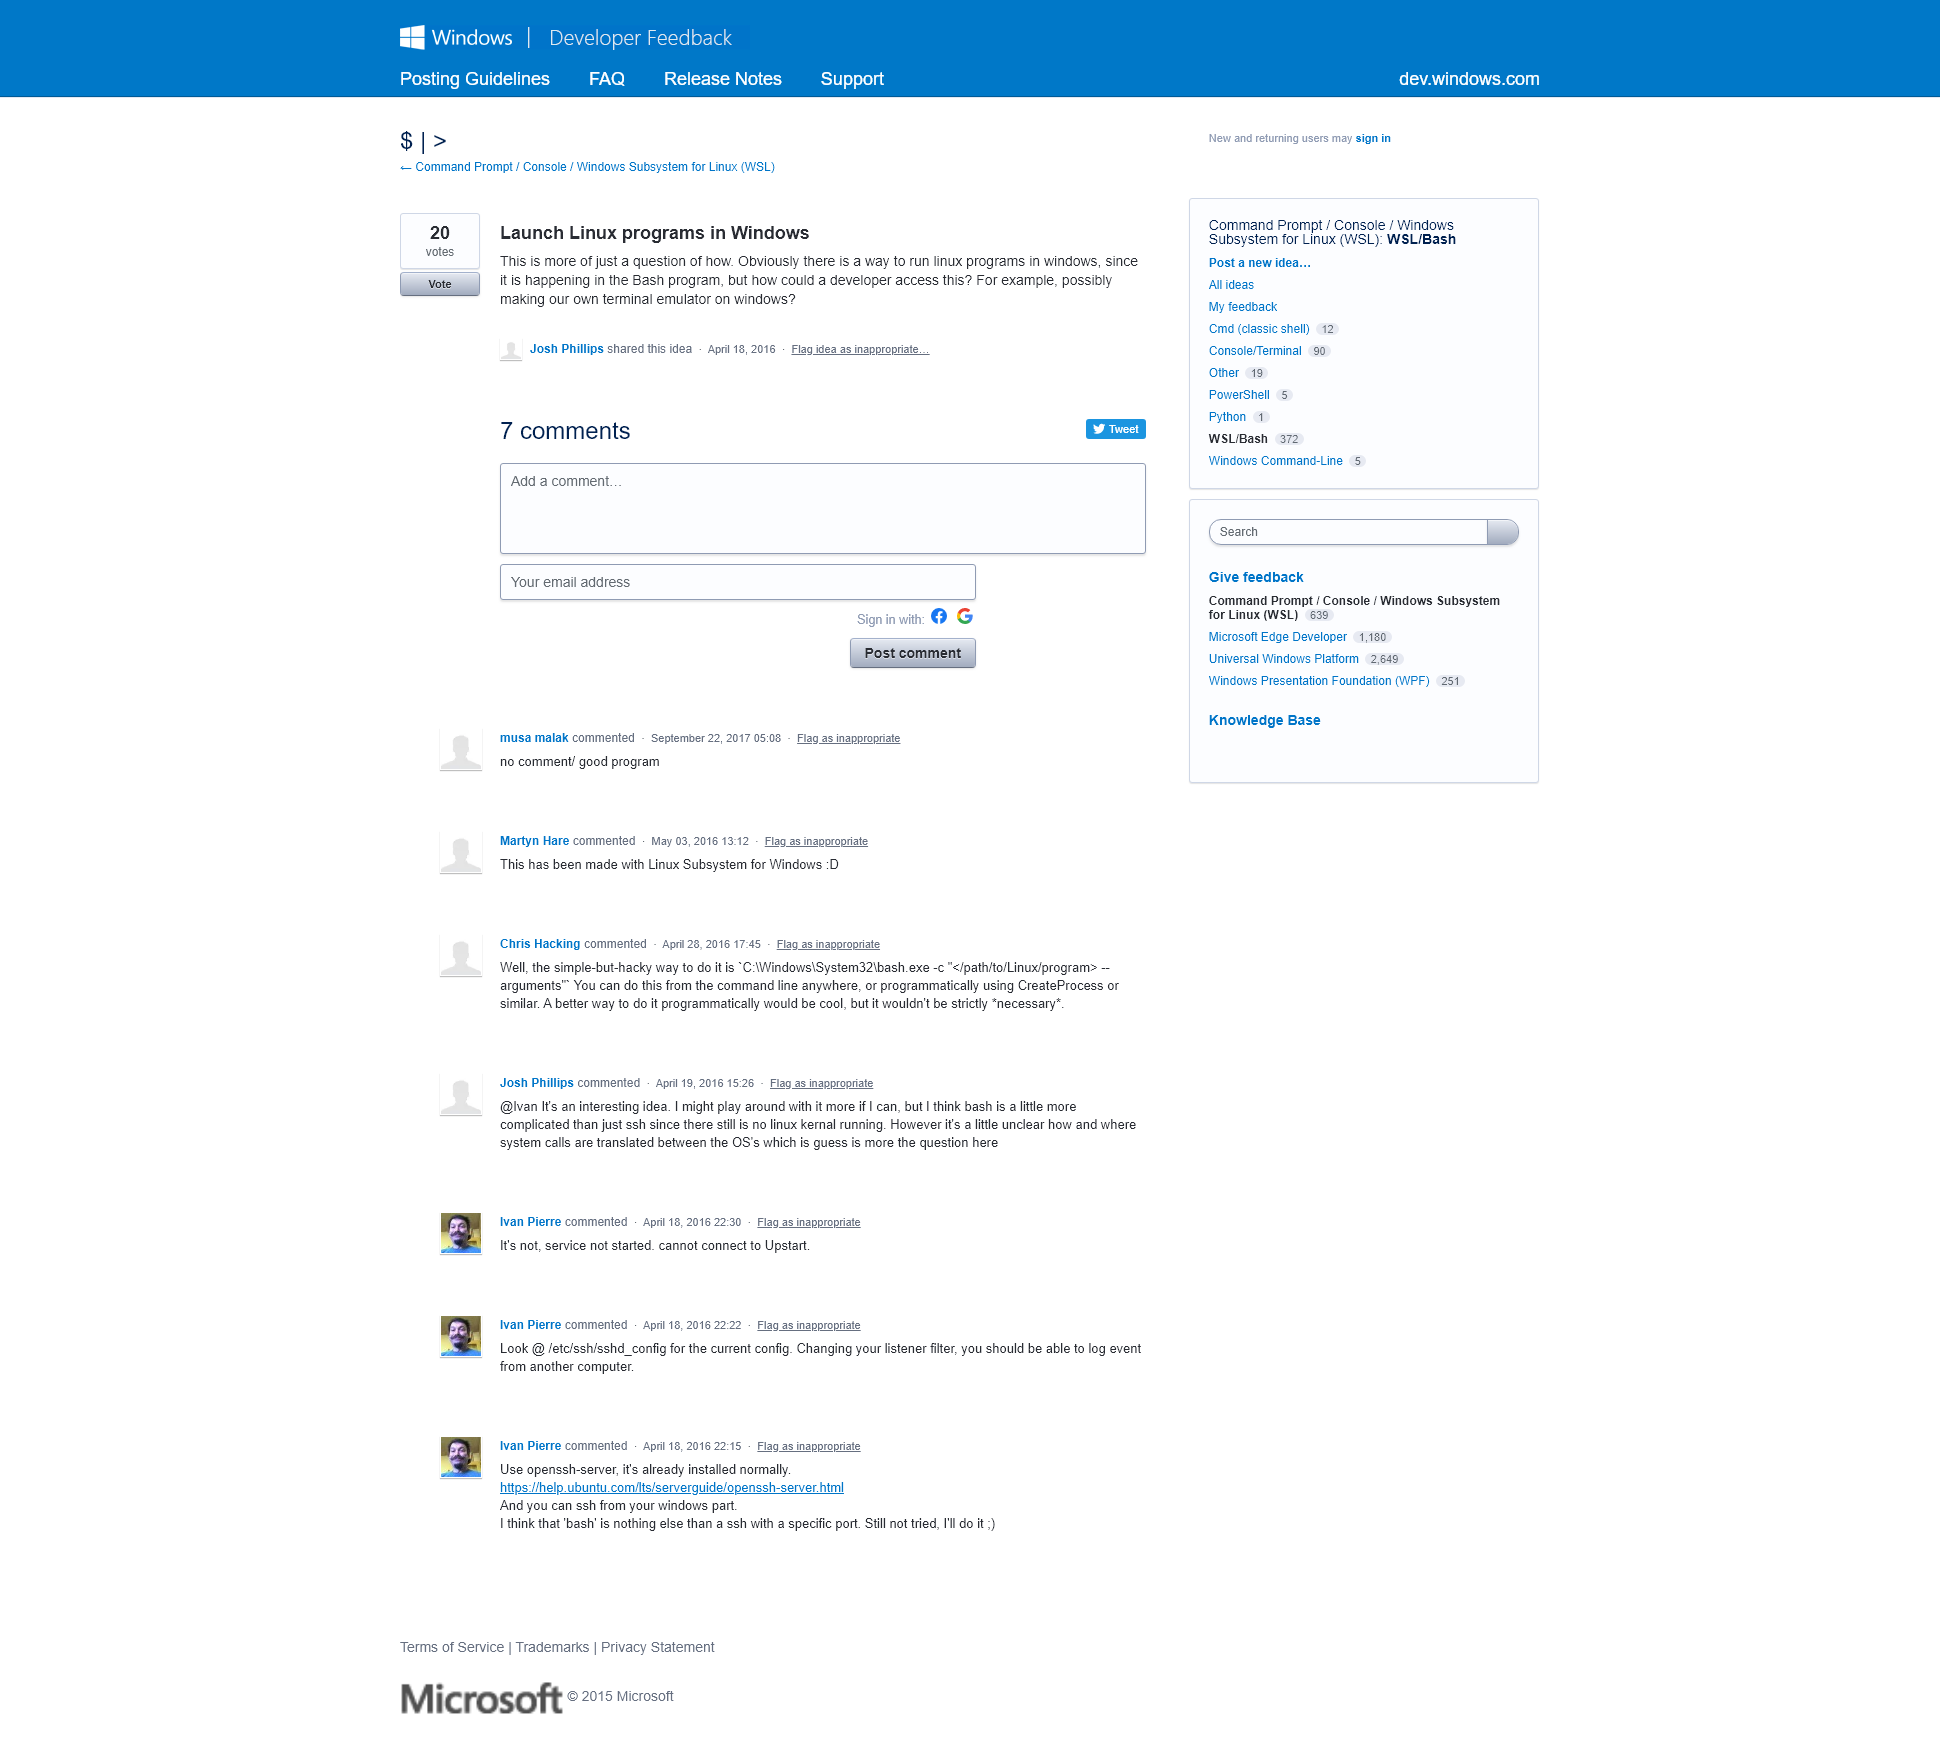 Windows | Developer Feedback
Posting Guidelines FAQ Release Notes Support dev.windows.com
$ | >
← Command Prompt / Console / Windows Subsystem for Linux (WSL)
New and returning users may sign in
20
votes
Vote
Launch Linux programs in Windows
This is more of just a question of how. Obviously there is a way to run linux programs in windows, since
it is happening in the Bash program, but how could a developer access this? For example, possibly
making our own terminal emulator on windows?
Josh Phillips shared this idea · April 18, 2016 · Flag idea as inappropriate…
7 comments
Tweet
Add a comment…
Your email address
Sign in with:
Post comment
musa malak commented · September 22, 2017 05:08 · Flag as inappropriate
no comment/ good program
Martyn Hare commented · May 03, 2016 13:12 · Flag as inappropriate
This has been made with Linux Subsystem for Windows :D
Chris Hacking commented · April 28, 2016 17:45 · Flag as inappropriate
Well, the simple-but-hacky way to do it is `C:\Windows\System32\bash.exe -c "</path/to/Linux/program> --
arguments"` You can do this from the command line anywhere, or programmatically using CreateProcess or
similar. A better way to do it programmatically would be cool, but it wouldn't be strictly *necessary*.
Josh Phillips commented · April 19, 2016 15:26 · Flag as inappropriate
@Ivan It's an interesting idea. I might play around with it more if I can, but I think bash is a little more
complicated than just ssh since there still is no linux kernal running. However it's a little unclear how and where
system calls are translated between the OS's which is guess is more the question here
Ivan Pierre commented · April 18, 2016 22:30 · Flag as inappropriate
It's not, service not started. cannot connect to Upstart.
Ivan Pierre commented · April 18, 2016 22:22 · Flag as inappropriate
Look @ /etc/ssh/sshd_config for the current config. Changing your listener filter, you should be able to log event
from another computer.
Ivan Pierre commented · April 18, 2016 22:15 · Flag as inappropriate
Use openssh-server, it's already installed normally.
https://help.ubuntu.com/lts/serverguide/openssh-server.html
And you can ssh from your windows part.
I think that 'bash' is nothing else than a ssh with a specific port. Still not tried, I'll do it ;)
Command Prompt / Console / Windows
Subsystem for Linux (WSL): WSL/Bash
Post a new idea…
All ideas
My feedback
Cmd (classic shell) 12
Console/Terminal 90
Other 19
PowerShell 5
Python 1
WSL/Bash 372
Windows Command-Line 5
Search
Give feedback
Command Prompt / Console / Windows Subsystem
for Linux (WSL) 639
Microsoft Edge Developer 1,180
Universal Windows Platform 2,649
Windows Presentation Foundation (WPF) 251
Knowledge Base
Terms of Service | Trademarks | Privacy Statement
Microsoft © 2015 Microsoft